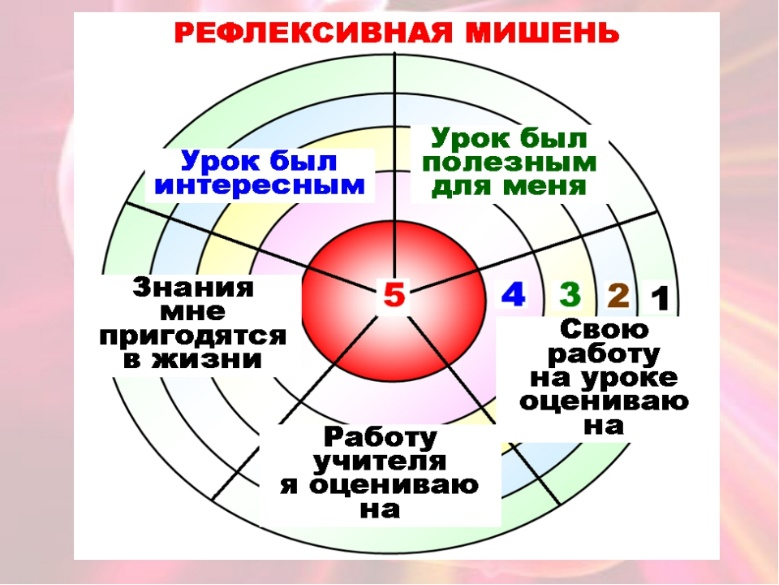 РЕФЛЕКСИВНАЯ МИШЕНЬ
Урок был
интересным
Урок был
полезным
для меня
Знания
мне
пригодятся
в жизни
5 4 3 2 1
Свою
работу
на уроке
оцениваю
на
Работу
учителя
я оцениваю
на